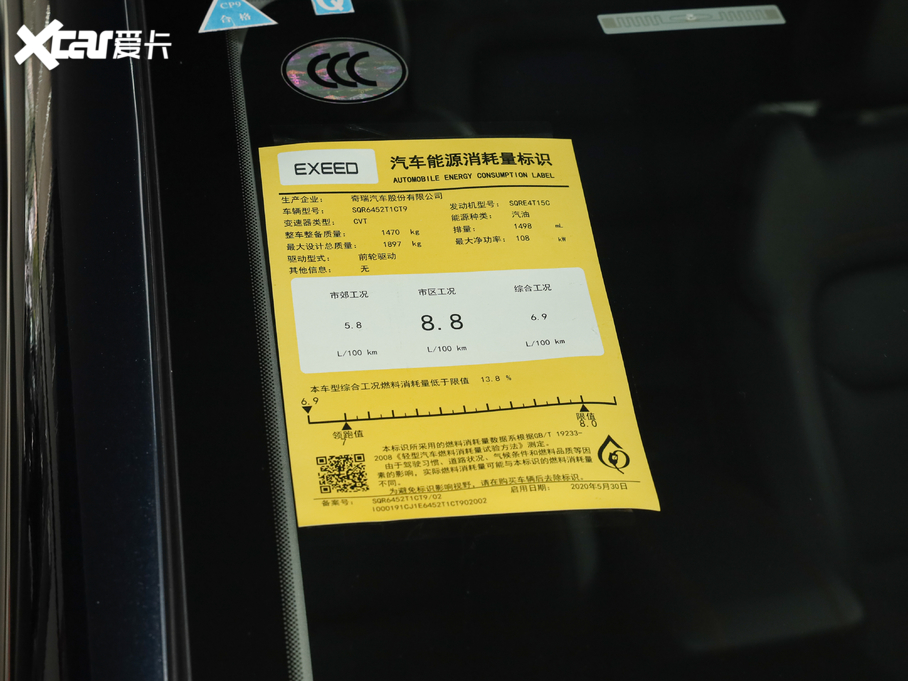 Xcar爱卡
CP9
合格
Q
CCC
EXEED
汽车能源消耗量标识
AUTOMOBILE ENERGY CONSUMPTION LABEL
生产企业： 奇瑞汽车股份有限公司
车辆型号： SQR6452T1CT9 发动机型号： SQRE4T15C
变速器类型： CVT 能源种类： 汽油
整车整备质量： 1470 kg 排量： 1498 mL
最大设计总质量： 1897 kg 最大净功率： 108 kW
驱动型式： 前轮驱动
其他信息： 无
市郊工况 市区工况 综合工况
5.8 8.8 6.9
L/100 km L/100 km L/100 km
本车型综合工况燃料消耗量低于限值 13.8 %
6.9
领跑值
/
限值
8.0
本标识所采用的燃料消耗量数据系根据GB/T 19233-
2008《轻型汽车燃料消耗量试验方法》测定。
由于驾驶习惯、道路状况、气候条件和燃料品质等因
素的影响，实际燃料消耗量可能与本标识的燃料消耗量
不同。
为避免标识影响视野，请在购买车辆后去除标识。
备案号： SQR6452T1CT9/02 启用日期： 2020年5月30日
1000191GJ1E6452T1CT902002